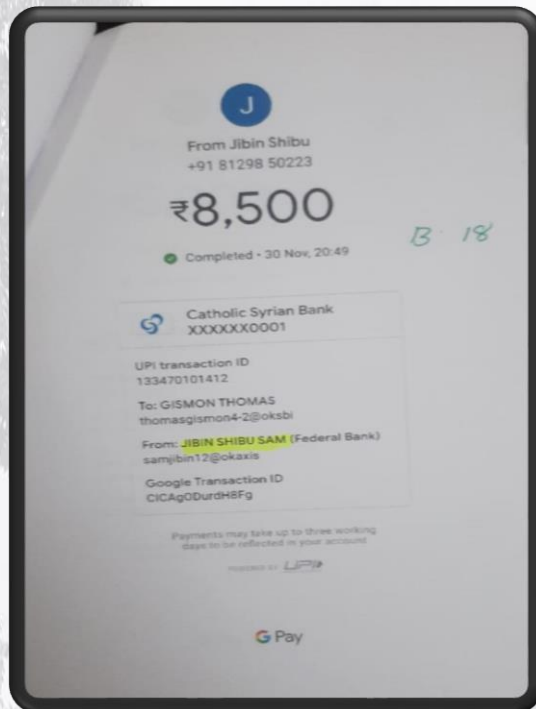 J
From Jibin Shibu
+91 81298 50223
₹8,500
Completed • 30 Nov, 20:49
B 18
Catholic Syrian Bank
XXXXXX0001
UPI transaction ID
133470101412
To: GISMON THOMAS
thomasgismon4-2@oksbi
From: JIBIN SHIBU SAM (Federal Bank)
samjibin12@okaxis
Google Transaction ID
CICAgODurdH8Fg
Payments may take up to three working
days to be reflected in your account
POWERED BY UPI
G Pay